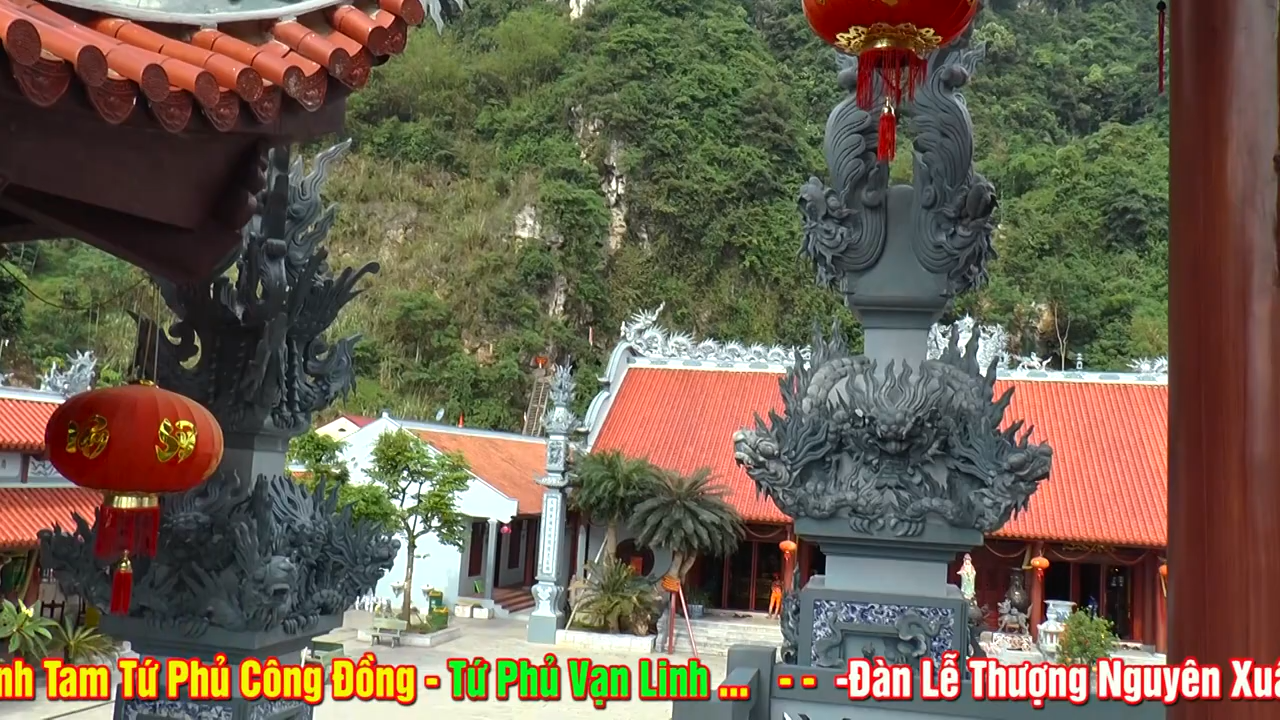 nh Tam Tứ Phủ Công Đồng - Tứ Phủ Vạn Linh ... - - -Đàn Lễ Thượng Nguyên Xuâ